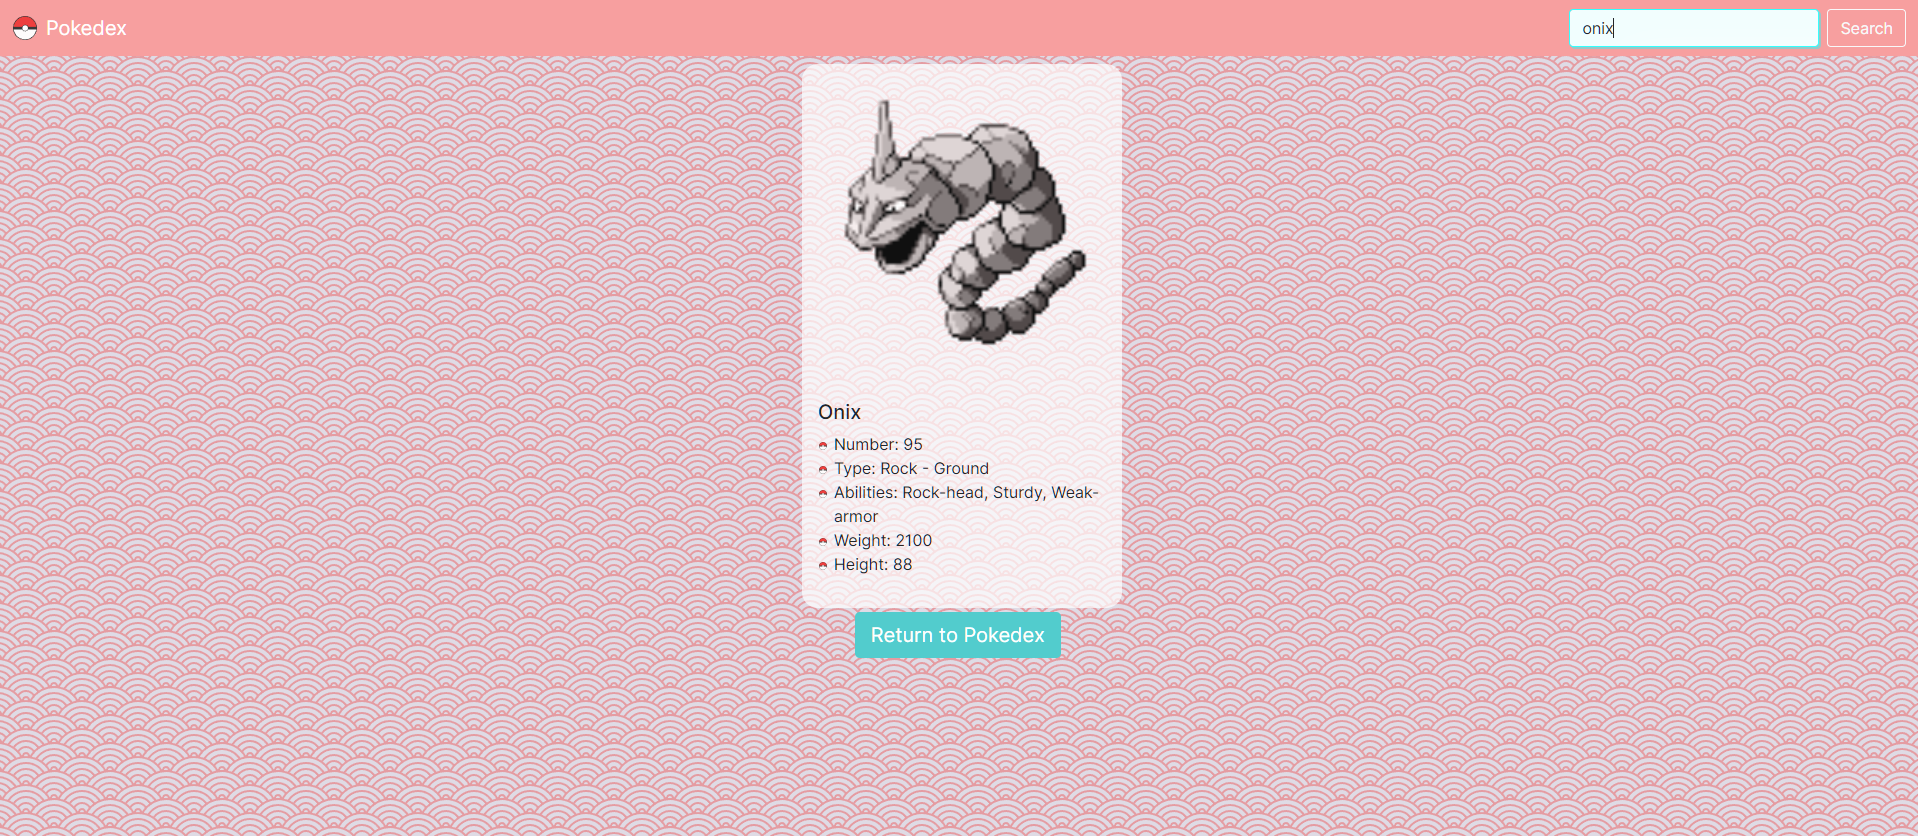 Pokedex
onix
Search
Onix
Number: 95
Type: Rock - Ground
Abilities: Rock-head, Sturdy, Weak-
armor
Weight: 2100
Height: 88
Return to Pokedex